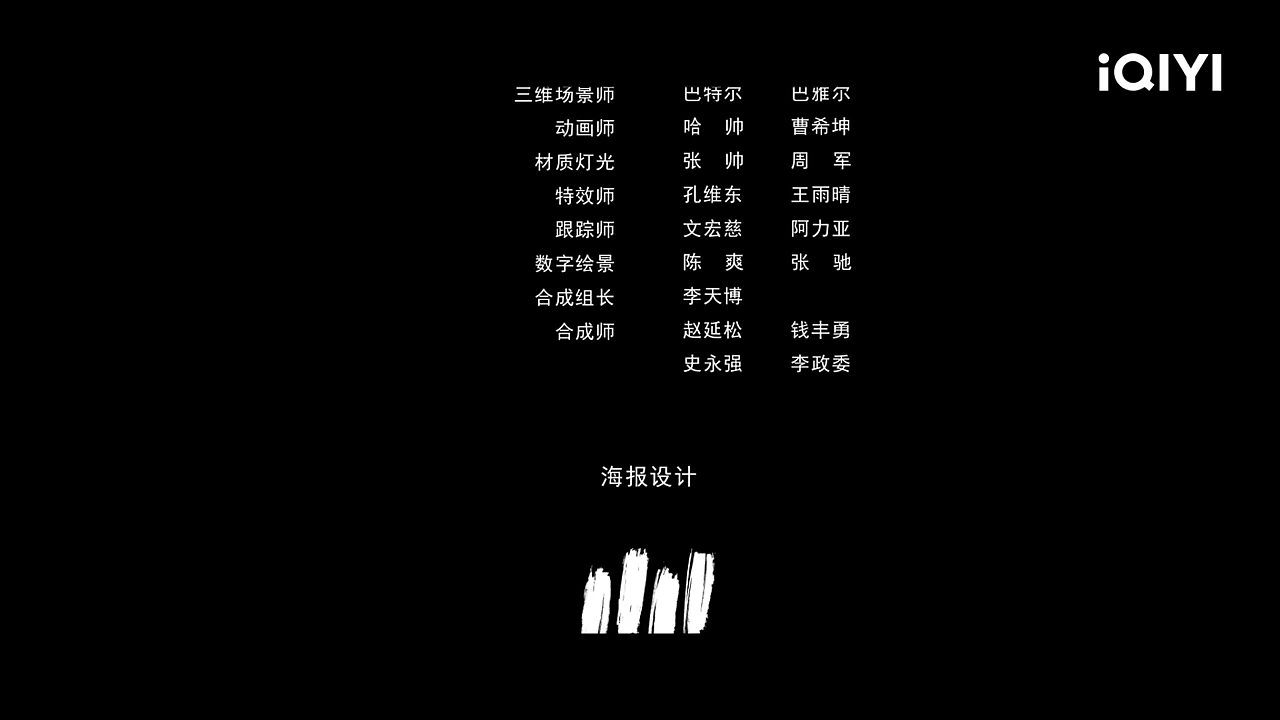 iQIYI
三维场景师 巴特尔 巴雅尔
动画师 哈 帅 曹希坤
材质灯光 张 帅 周 军
特效师 孔维东 王雨晴
跟踪师 文宏慈 阿力亚
数字绘景 陈 爽 张 驰
合成组长 李天博
合成师 赵延松 钱丰勇
史永强 李政委
海报设计